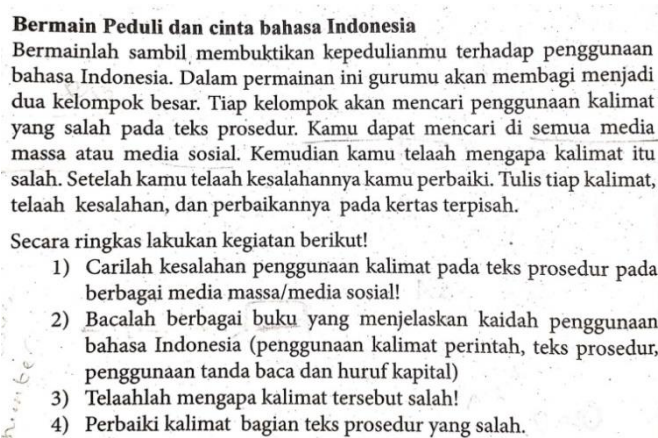 Bermain Peduli dan cinta bahasa Indonesia
Bermainlah sambil membuktikan kepedulianmu terhadap penggunaan
bahasa Indonesia. Dalam permainan ini gurumu akan membagi menjadi
dua kelompok besar. Tiap kelompok akan mencari penggunaan kalimat
yang salah pada teks prosedur. Kamu dapat mencari di semua media
massa atau media sosial. Kemudian kamu telaah mengapa kalimat itu
salah. Setelah kamu telaah kesalahannya kamu perbaiki. Tulis tiap kalimat,
telaah kesalahan, dan perbaikannya pada kertas terpisah.
Secara ringkas lakukan kegiatan berikut!
1) Carilah kesalahan penggunaan kalimat pada teks prosedur pada
berbagai media massa/media sosial!
2) Bacalah berbagai buku yang menjelaskan kaidah penggunaan
bahasa Indonesia (penggunaan kalimat perintah, teks prosedur,
penggunaan tanda baca dan huruf kapital)
3) Telaahlah mengapa kalimat tersebut salah!
4) Perbaiki kalimat bagian teks prosedur yang salah.